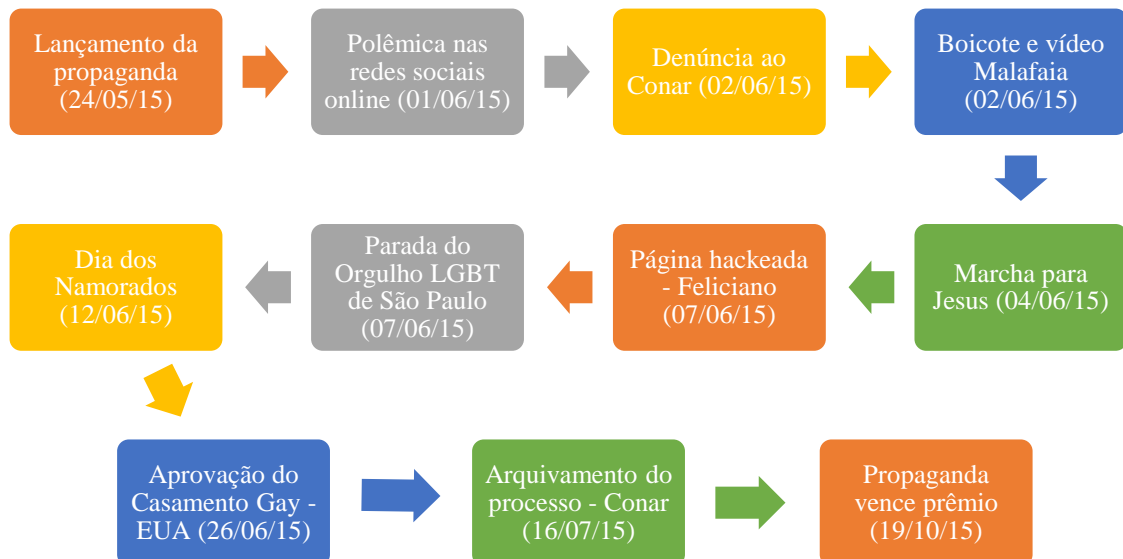 Lançamento da
propaganda
(24/05/15)
Polêmica nas
redes sociais
online (01/06/15)
Denúncia ao
Conar (02/06/15)
Boicote e vídeo
Malafaia
(02/06/15)
Marcha para
Jesus (04/06/15)
Página hackeada
- Feliciano
(07/06/15)
Parada do
Orgulho LGBT
de São Paulo
(07/06/15)
Dia dos
Namorados
(12/06/15)
Aprovação do
Casamento Gay -
EUA (26/06/15)
Arquivamento do
processo - Conar
(16/07/15)
Propaganda
vence prêmio
(19/10/15)